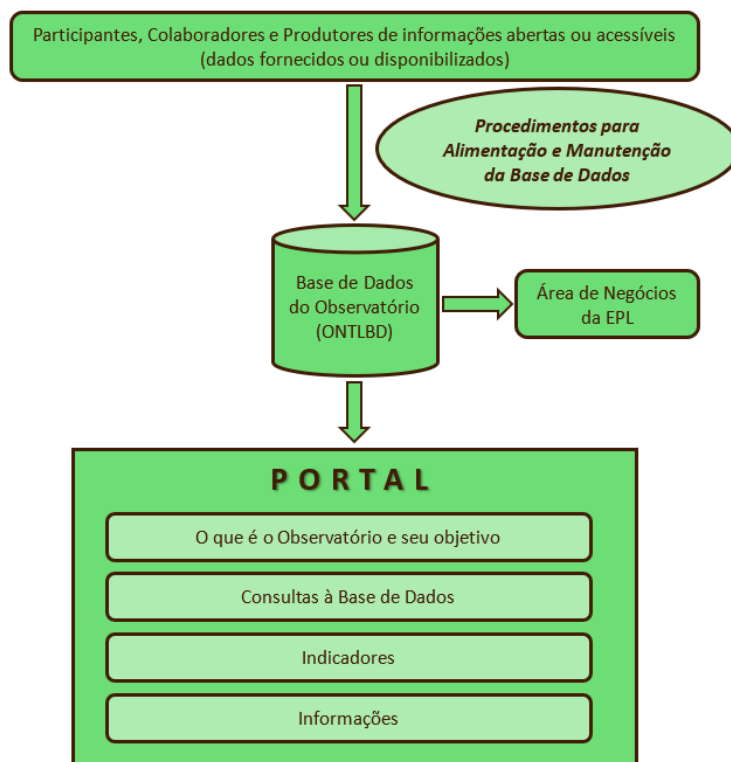 Participantes, Colaboradores e Produtores de informações abertas ou acessíveis
(dados fornecidos ou disponibilizados)
Procedimentos para
Alimentação e Manutenção
da Base de Dados
Base de Dados
do Observatório
(ONTLBD)
Área de Negócios
da EPL
PORTAL
O que é o Observatório e seu objetivo
Consultas à Base de Dados
Indicadores
Informações